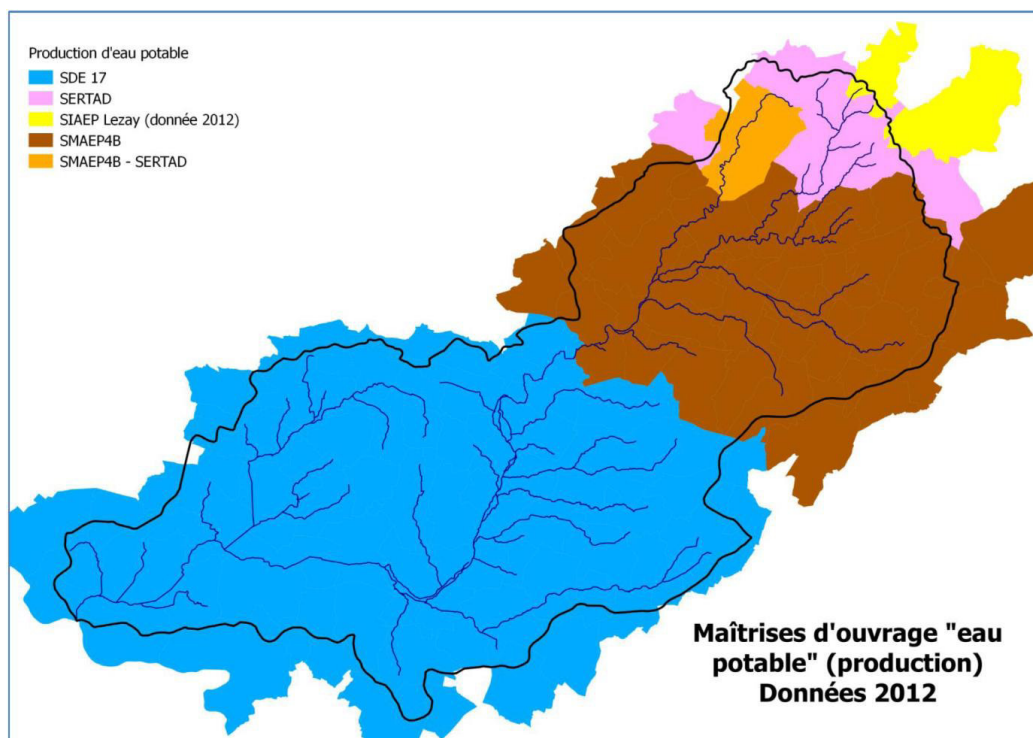 Production d'eau potable
SDE 17
SERTAD
SIAEP Lezay (donnée 2012)
SMAEP4B
SMAEP4B - SERTAD
Maîtrises d'ouvrage "eau
potable" (production)
Données 2012